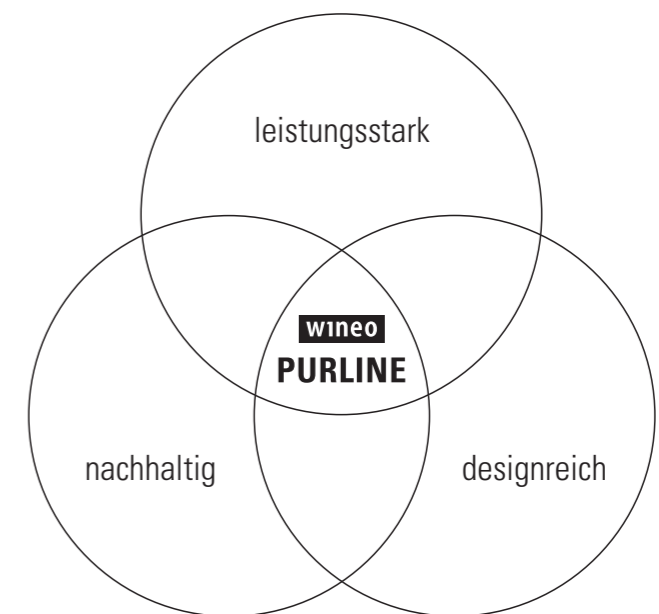 leistungsstark
wineo
PURLINE
nachhaltig
designreich